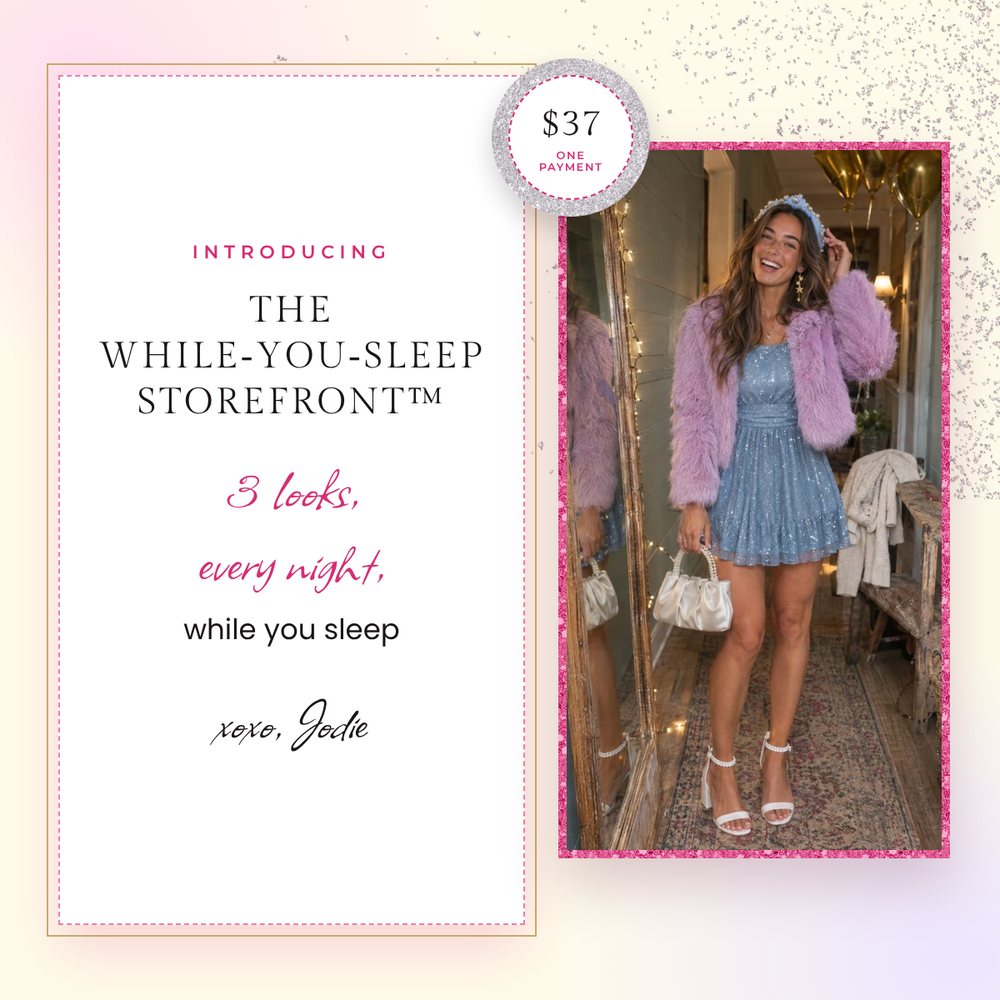 $37
ONE
PAYMENT
INTRODUCING
THE
WHILE-YOU-SLEEP
STOREFRONT™
3 looks,
every night,
while you sleep
xoxo, Jodie